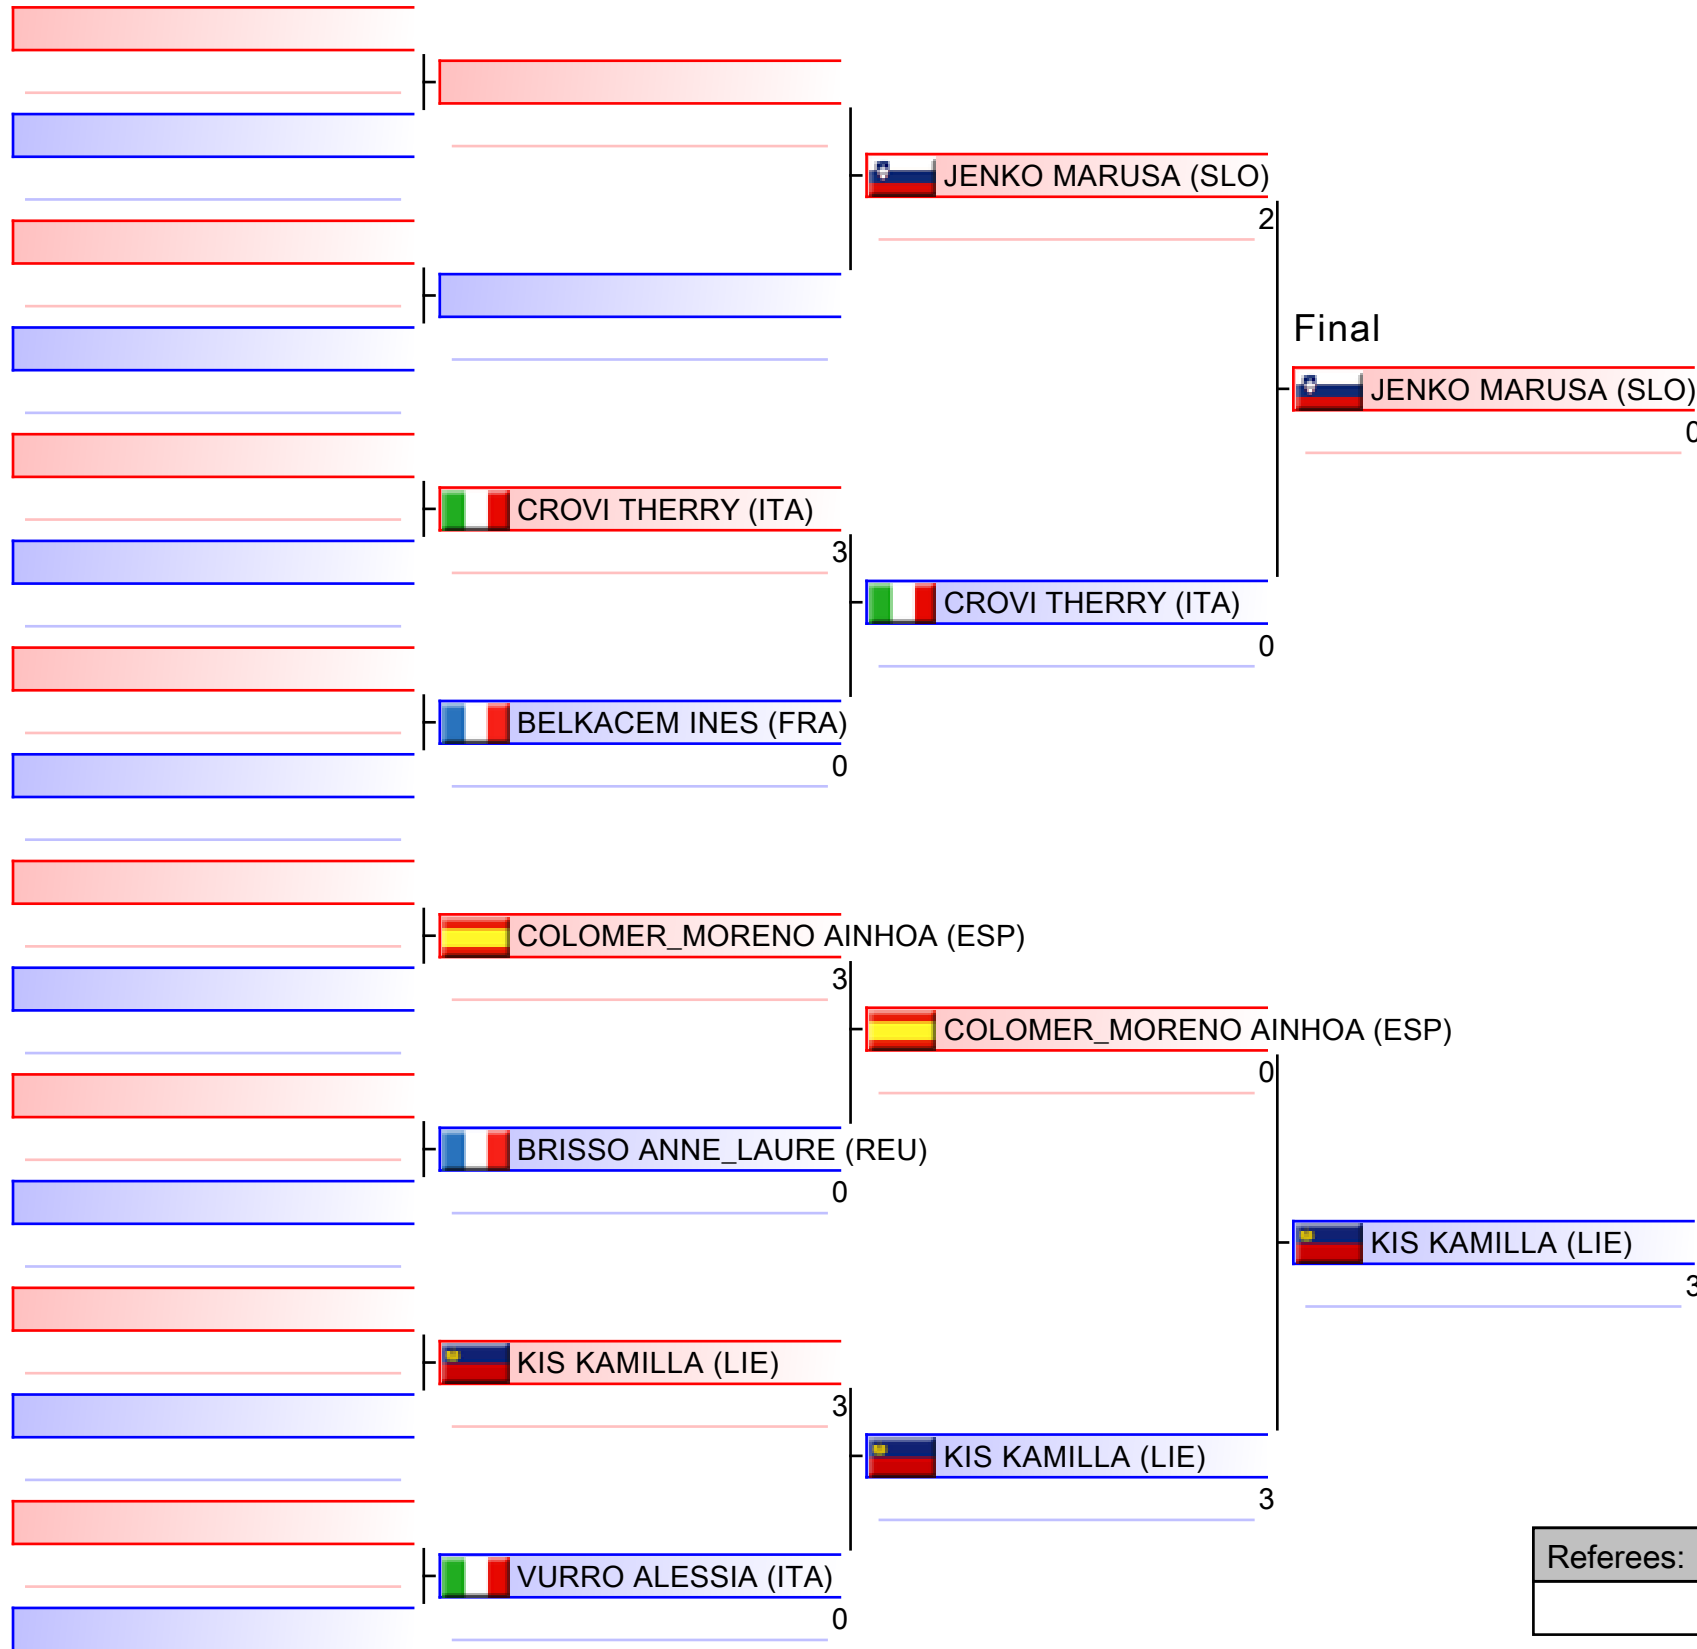 JENKO MARUSA (SLO)
2
Final
JENKO MARUSA (SLO)
0
CROVI THERRY (ITA)
3
CROVI THERRY (ITA)
0
BELKACEM INES (FRA)
0
COLOMER_MORENO AINHOA (ESP)
3
COLOMER_MORENO AINHOA (ESP)
0
BRISSO ANNE_LAURE (REU)
0
KIS KAMILLA (LIE)
3
KIS KAMILLA (LIE)
3
KIS KAMILLA (LIE)
3
VURRO ALESSIA (ITA)
0
Referees: